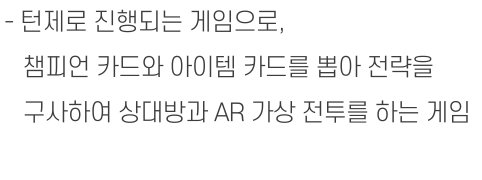 - 턴제로 진행되는 게임으로,
챔피언 카드와 아이템 카드를 뽑아 전략을
구사하여 상대방과 AR 가상 전투를 하는 게임